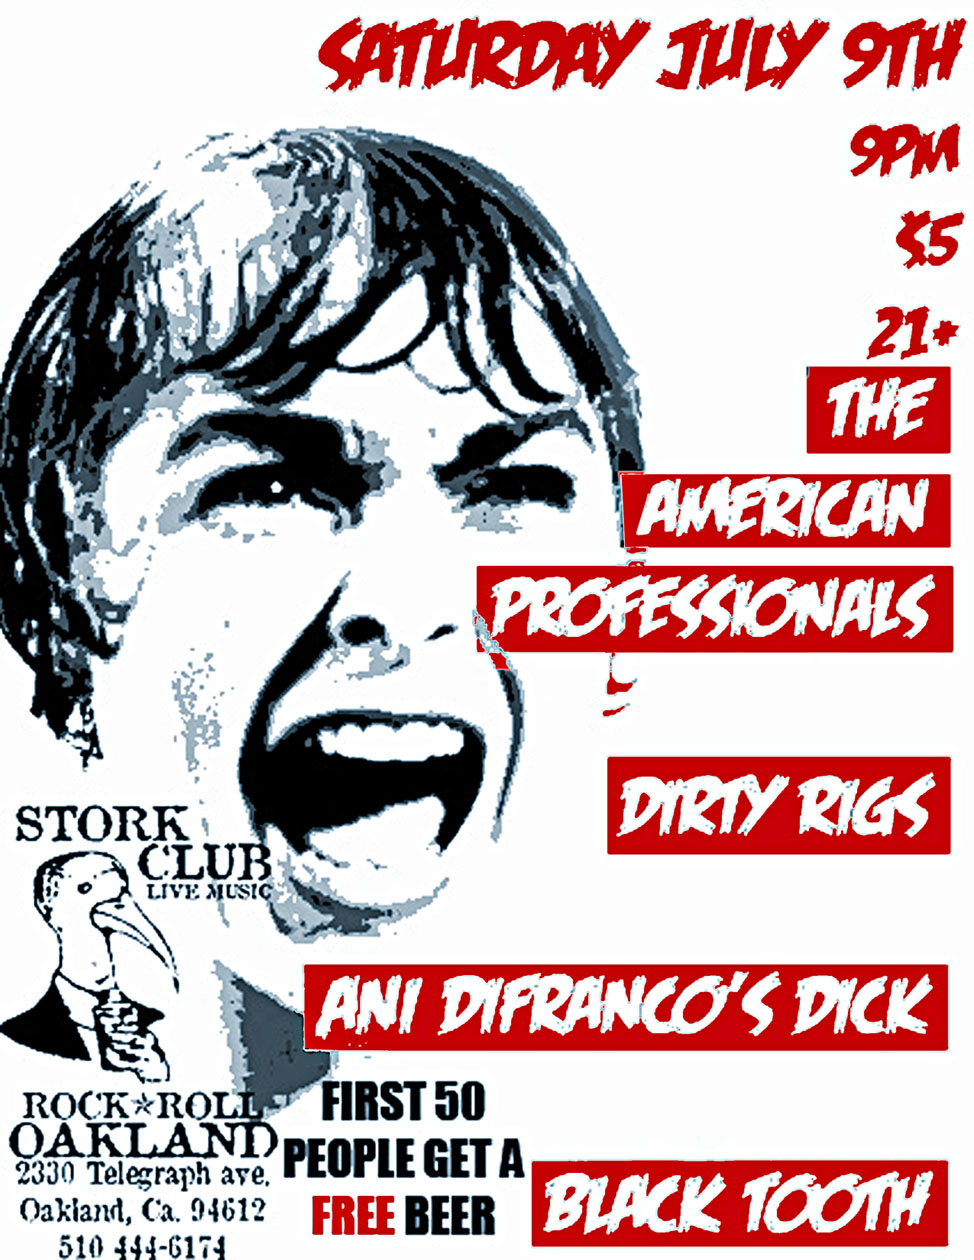 SATURDAY JULY 9TH
9PM
$5
21+
THE
AMERICAN
PROFESSIONALS
DIRTY RIGS
ANI DIFRANCO'S DICK
BLACK TOOTH
STORK
CLUB
LIVE MUSIC
ROCK★ROLL
OAKLAND
2330 Telegraph ave.
Oakland, Ca. 94612
510 444-6174
FIRST 50
PEOPLE GET A
FREE BEER